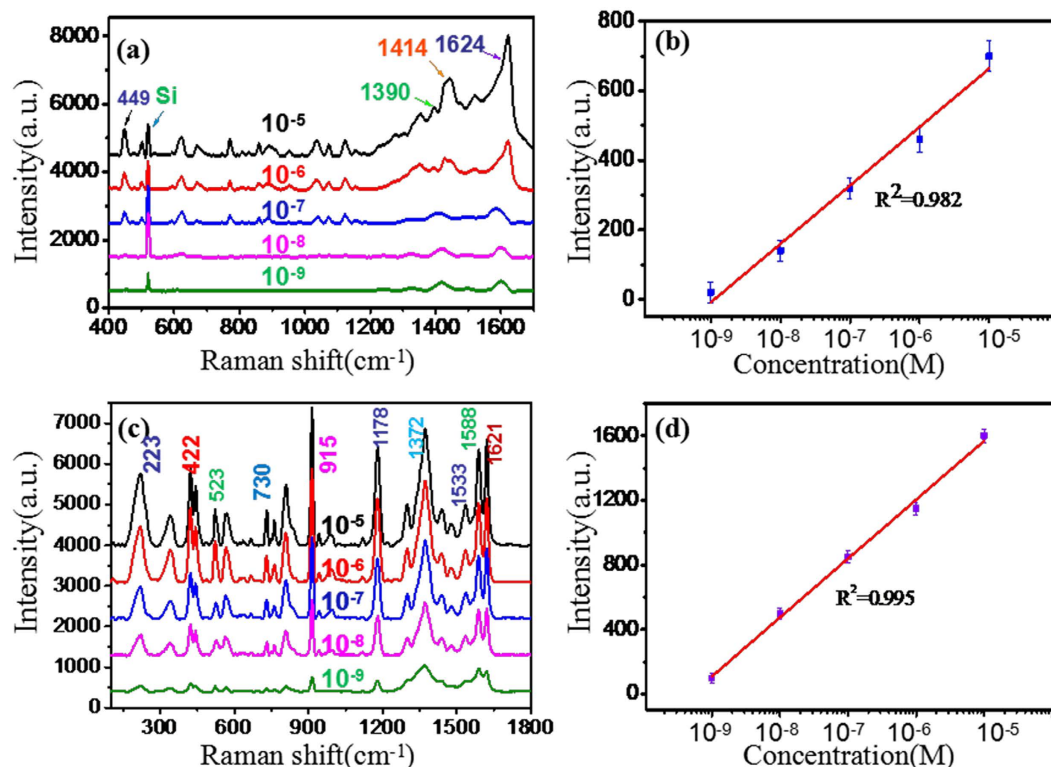 (a)
Intensity(a.u.)
8000
6000
4000
2000
0
449
Si
1390
1414
1624
10-5
10-6
10-7
10-8
10-9
400 600 800 1000 1200 1400 1600
Raman shift(cm-1)
(b)
Intensity(a.u.)
800
600
400
200
0
R2=0.982
10-9 10-8 10-7 10-6 10-5
Concentration(M)
(c)
Intensity(a.u.)
7000
6000
5000
4000
3000
2000
1000
0
223
422
523
730
915
1178
1372
1533
1588
1621
10-5
10-6
10-7
10-8
10-9
300 600 900 1200 1500 1800
Raman shift(cm-1)
(d)
Intensity(a.u.)
1600
1200
800
400
0
R2=0.995
10-9 10-8 10-7 10-6 10-5
Concentration(M)